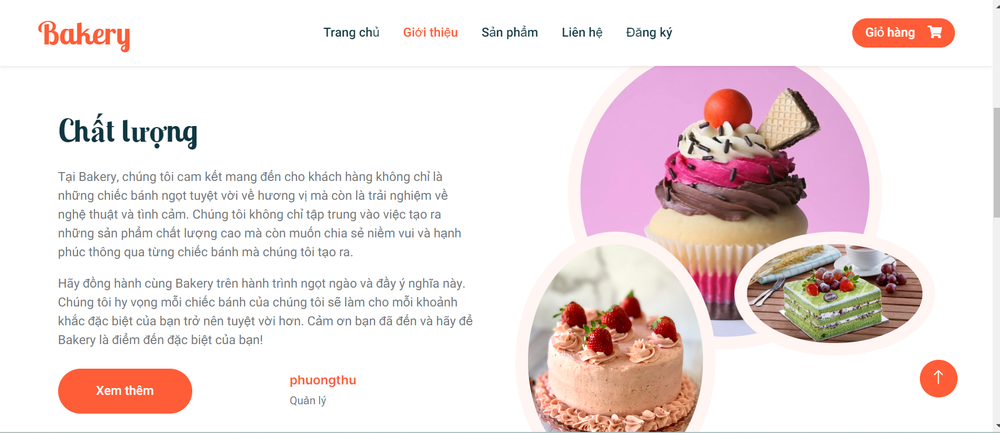 Bakery
Trang chủ
Giới thiệu
Sản phẩm
Liên hệ
Đăng ký
Giỏ hàng
Chất lượng
Tại Bakery, chúng tôi cam kết mang đến cho khách hàng không chỉ là
những chiếc bánh ngọt tuyệt vời về hương vị mà còn là trải nghiệm về
nghệ thuật và tình cảm. Chúng tôi không chỉ tập trung vào việc tạo ra
những sản phẩm chất lượng cao mà còn muốn chia sẻ niềm vui và hạnh
phúc thông qua từng chiếc bánh mà chúng tôi tạo ra.
Hãy đồng hành cùng Bakery trên hành trình ngọt ngào và đầy ý nghĩa này.
Chúng tôi hy vọng mỗi chiếc bánh của chúng tôi sẽ làm cho mỗi khoảnh
khắc đặc biệt của bạn trở nên tuyệt vời hơn. Cảm ơn bạn đã đến và hãy để
Bakery là điểm đến đặc biệt của bạn!
Xem thêm
phuongthu
Quản lý